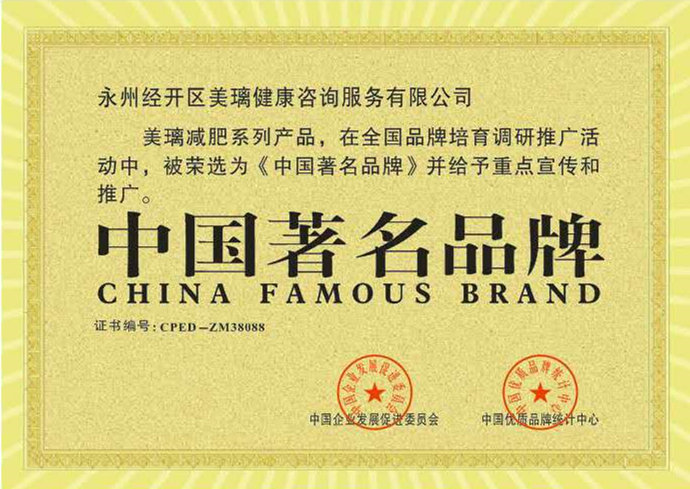 永州经开区美璃健康咨询服务有限公司
美璃减肥系列产品，在全国品牌培育调研推广活
动中，被荣选为《中国著名品牌》并给予重点宣传和
推广。
中国著名品牌
CHINA FAMOUS BRAND
证书编号：CPED-ZM38088
中国企业发展促进委员会
中国优质品牌统计中心
中国企业发展促进委员会
中国优质品牌统计中心